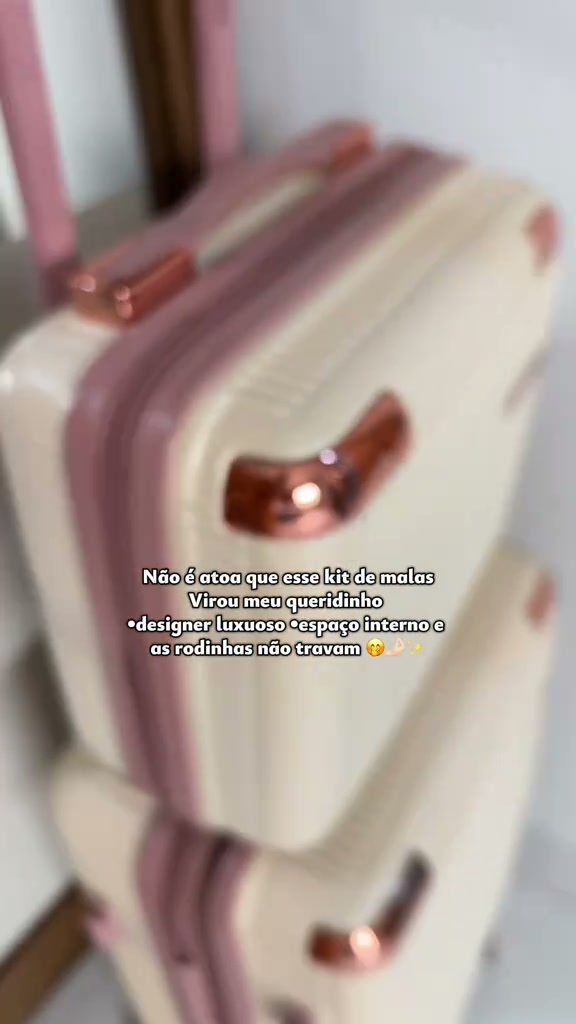 Não é atoa que esse kit de malas
Virou meu queridinho
•designer luxuoso •espaço interno e
as rodinhas não travam 🤭🫰🏻✨